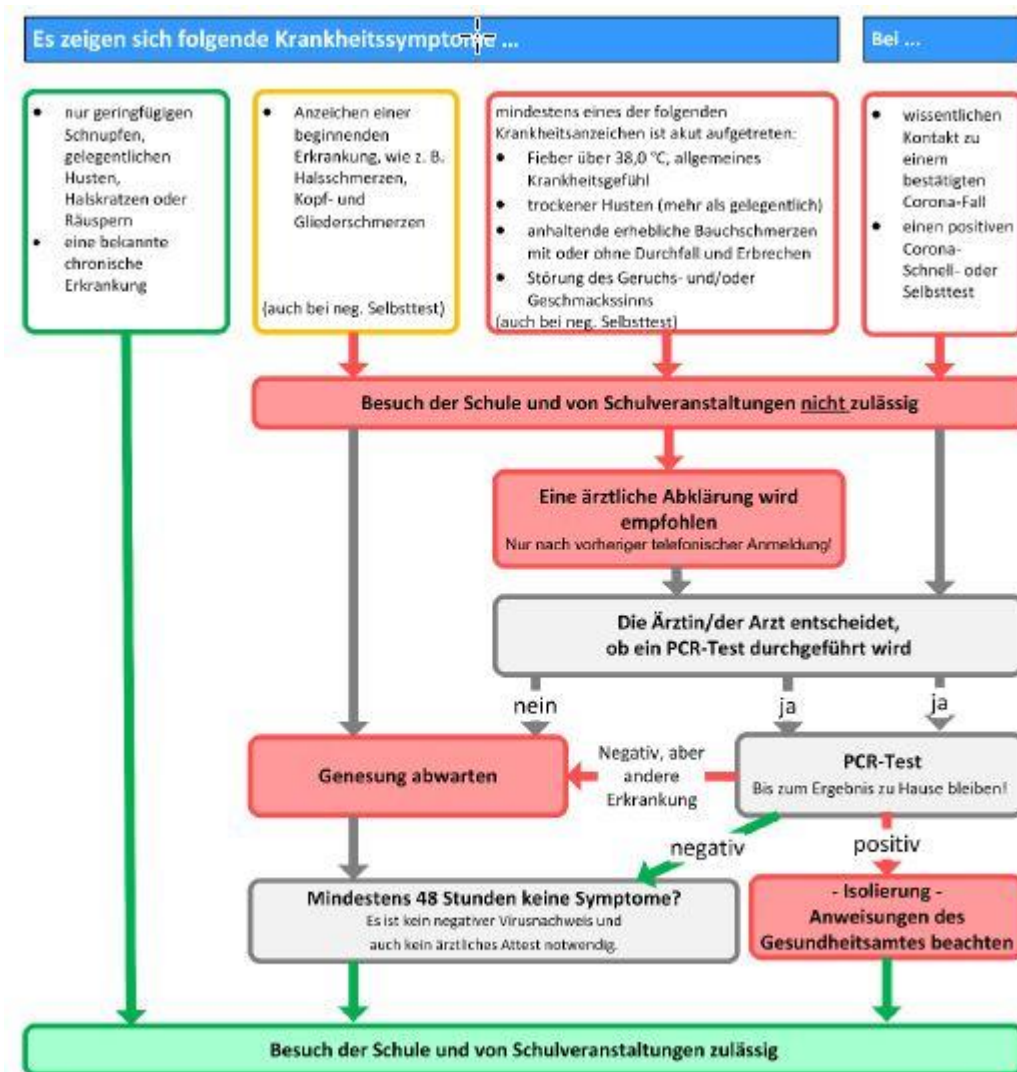 Es zeigen sich folgende Krankheitssymptome ...
Bei ...
nur geringfügigen
Schnupfen,
gelegentlichen
Husten,
Halskratzen oder
Räuspern
eine bekannte
chronische
Erkrankung
Anzeichen einer
beginnenden
Erkrankung, wie z. B.
Halsschmerzen,
Kopf- und
Gliederschmerzen
(auch bei neg. Selbsttest)
mindestens eines der folgenden
Krankheitsanzeichen ist akut aufgetreten:
Fieber über 38,0 °C, allgemeines
Krankheitsgefühl
trockener Husten (mehr als gelegentlich)
anhaltende erhebliche Bauchschmerzen
mit oder ohne Durchfall und Erbrechen
Störung des Geruchs- und/oder
Geschmackssinns
(auch bei neg. Selbsttest)
wissentlichen
Kontakt zu
einem
bestätigten
Corona-Fall
einen positiven
Corona-
Schnell- oder
Selbsttest
Besuch der Schule und von Schulveranstaltungen nicht zulässig
Eine ärztliche Abklärung wird
empfohlen
Nur nach vorheriger telefonischer Anmeldung!
Die Ärztin/der Arzt entscheidet,
ob ein PCR-Test durchgeführt wird
nein
ja
ja
Genesung abwarten
Negativ, aber
andere
Erkrankung
PCR-Test
Bis zum Ergebnis zu Hause bleiben!
negativ
positiv
Mindestens 48 Stunden keine Symptome?
Es ist kein negativer Virusnachweis und
auch kein ärztliches Attest notwendig.
- Isolierung -
Anweisungen des
Gesundheitsamtes beachten
Besuch der Schule und von Schulveranstaltungen zulässig